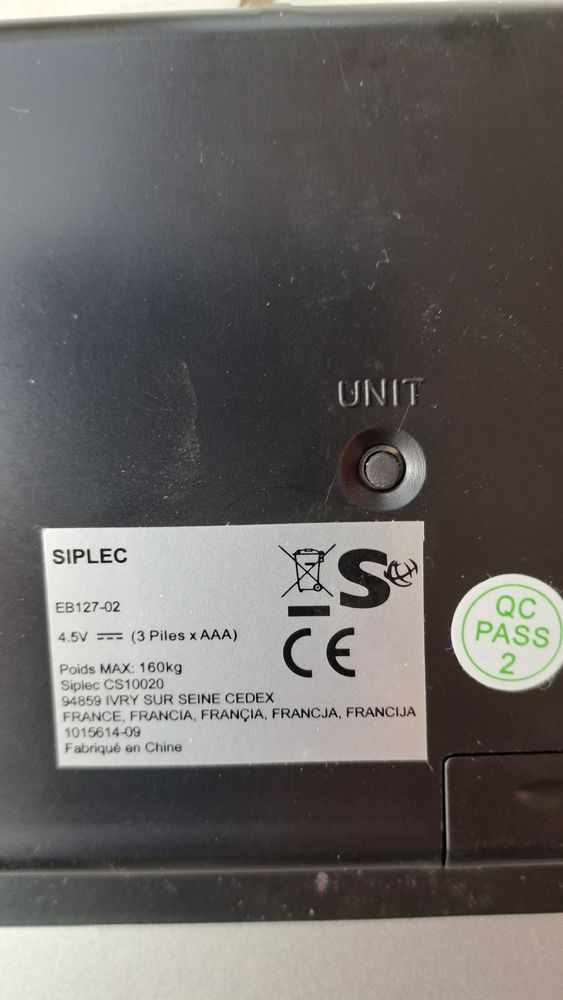 UNIT
SIPLEC
EB127-02
4.5V ⎓ (3 Piles x AAA)
Poids MAX: 160kg
Siplec CS10020
94859 IVRY SUR SEINE CEDEX
FRANCE, FRANCIA, FRANÇIA, FRANCJA, FRANCIJA
1015614-09
Fabriqué en Chine
S
CE
QC
PASS
2